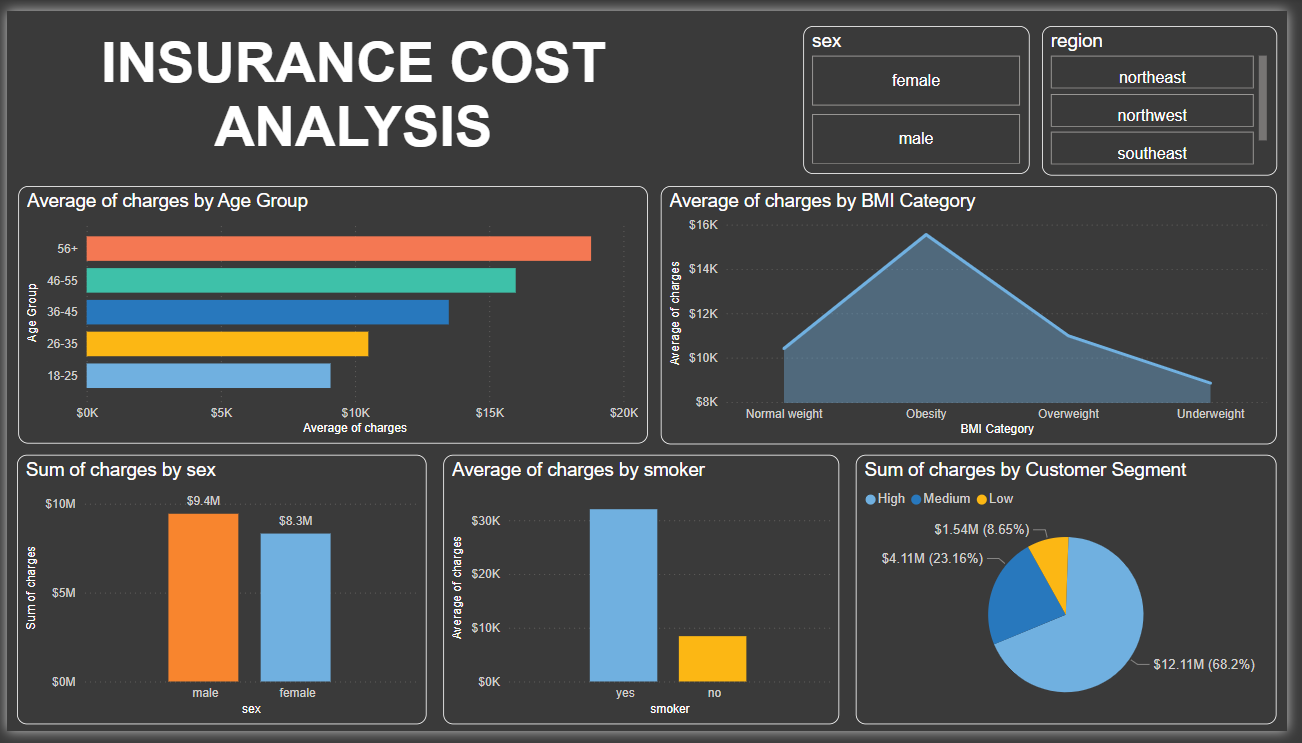 INSURANCE COST
ANALYSIS
sex
female
male
region
northeast
northwest
southeast
Average of charges by Age Group
Age Group
56+
46-55
36-45
26-35
18-25
$0K $5K $10K $15K $20K
Average of charges
Average of charges by BMI Category
Average of charges
$16K
$14K
$12K
$10K
$8K
Normal weight Obesity Overweight Underweight
BMI Category
Sum of charges by sex
Sum of charges
$10M
$5M
$0M
$9.4M
$8.3M
male female
sex
Average of charges by smoker
Average of charges
$30K
$20K
$10K
$0K
yes no
smoker
Sum of charges by Customer Segment
High Medium Low
$1.54M (8.65%)
$4.11M (23.16%)
$12.11M (68.2%)